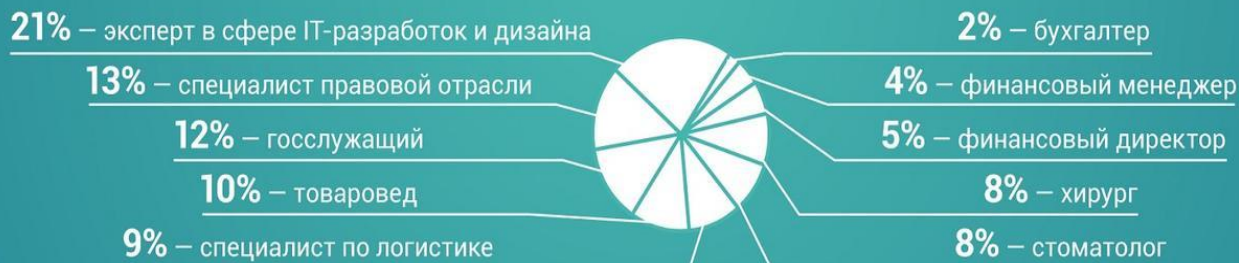 21% – эксперт в сфере IT-разработок и дизайна
13% – специалист правовой отрасли
12% – госслужащий
10% – товаровед
9% – специалист по логистике
2% – бухгалтер
4% – финансовый менеджер
5% – финансовый директор
8% – хирург
8% – стоматолог